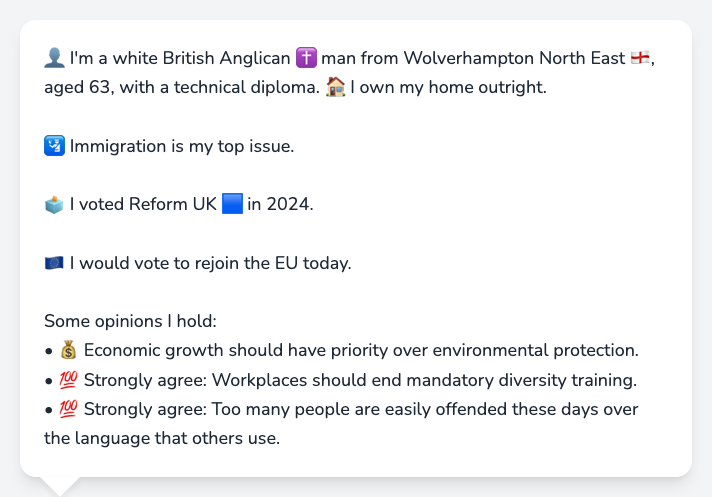 👤 I'm a white British Anglican ✝️ man from Wolverhampton North East 🏴󠁧󠁢󠁥󠁮󠁧󠁿,
aged 63, with a technical diploma. 🏠 I own my home outright.
🛂 Immigration is my top issue.
🗳️ I voted Reform UK 🟦 in 2024.
🇪🇺 I would vote to rejoin the EU today.
Some opinions I hold:
• 💰 Economic growth should have priority over environmental protection.
• 💯 Strongly agree: Workplaces should end mandatory diversity training.
• 💯 Strongly agree: Too many people are easily offended these days over
the language that others use.